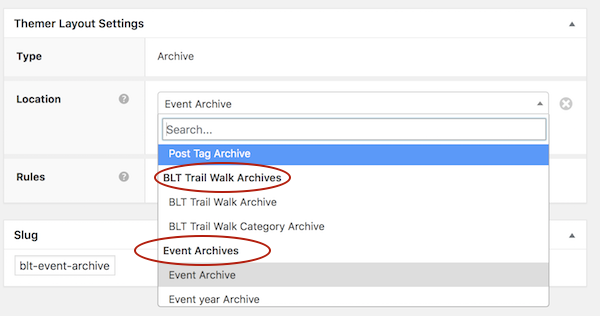 Themer Layout Settings
Type
Archive
Location
?
Event Archive
Search...
Post Tag Archive
BLT Trail Walk Archives
Rules
?
BLT Trail Walk Archive
BLT Trail Walk Category Archive
Slug
Event Archives
blt-event-archive
Event Archive
Event year Archive